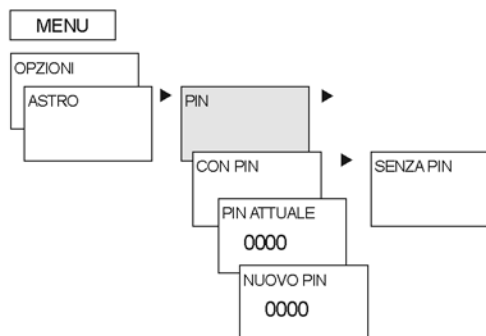 MENU
OPZIONI
ASTRO
PIN
CON PIN
SENZA PIN
PIN ATTUALE
0000
NUOVO PIN
0000